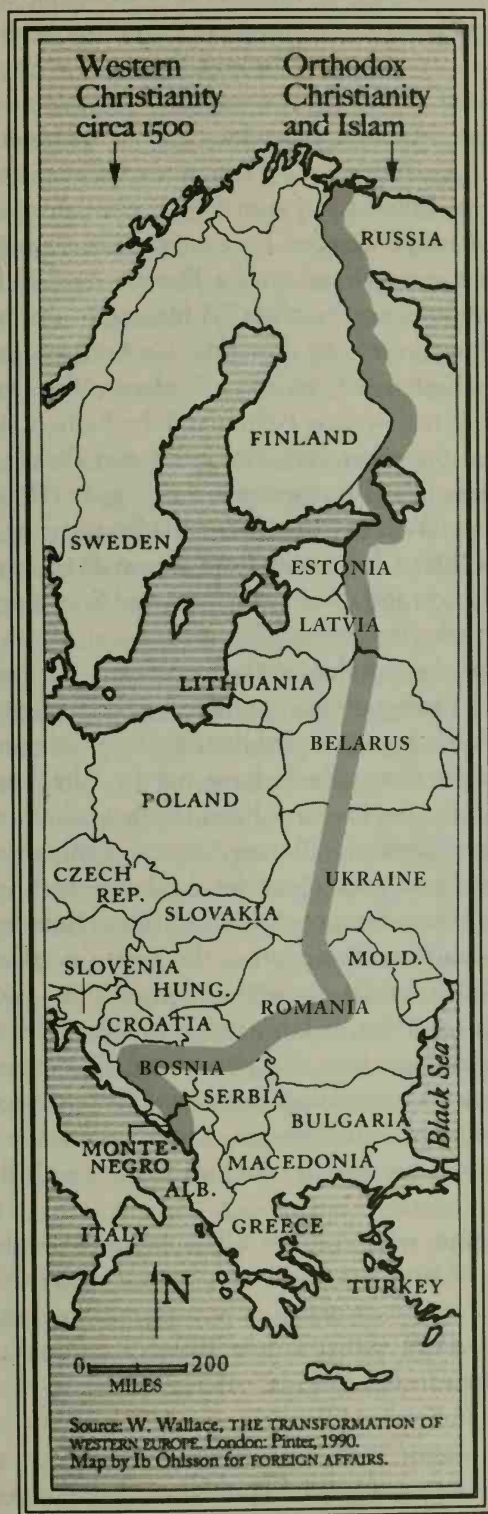 Western
Christianity
circa 1500
Orthodox
Christianity
and Islam
RUSSIA
FINLAND
SWEDEN
ESTONIA
LATVIA
LITHUANIA
BELARUS
POLAND
CZECH
REP.
UKRAINE
SLOVAKIA
MOLD.
SLOVENIA
HUNG.
ROMANIA
CROATIA
BOSNIA
SERBIA
BULGARIA
Black Sea
MONTE-
NEGRO
MACEDONIA
ALB.
ITALY
GREECE
TURKEY
N
0 200
MILES
Source: W. Wallace, THE TRANSFORMATION OF
WESTERN EUROPE. London: Pinter, 1990.
Map by Ib Ohlsson for FOREIGN AFFAIRS.